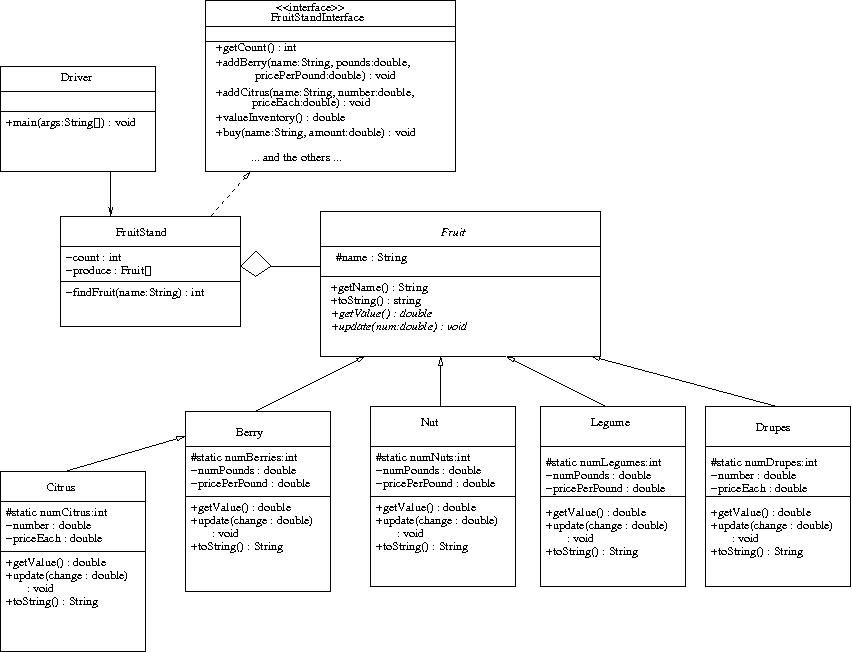 <<interface>>
FruitStandInterface
+getCount() : int
+addBerry(name:String, pounds:double,
pricePerPound:double) : void
+addCitrus(name:String, number:double,
priceEach:double) : void
+valueInventory() : double
+buy(name:String, amount:double) : void
... and the others ...
Driver
+main(args:String[]) : void
FruitStand
−count : int
−produce : Fruit[]
−findFruit(name:String) : int
Fruit
#name : String
+getName() : String
+toString() : string
+getValue() : double
+update(num:double) : void
Citrus
#static numCitrus:int
−number : double
−priceEach : double
+getValue() : double
+update(change : double)
: void
+toString() : String
Berry
#static numBerries:int
−numPounds : double
−pricePerPound : double
+getValue() : double
+update(change : double)
: void
+toString() : String
Nut
#static numNuts:int
−numPounds : double
−pricePerPound : double
+getValue() : double
+update(change : double)
: void
+toString() : String
Legume
#static numLegumes:int
−numPounds : double
−pricePerPound : double
+getValue() : double
+update(change : double)
: void
+toString() : String
Drupes
#static numDrupes:int
−number : double
−priceEach : double
+getValue() : double
+update(change : double)
: void
+toString() : String